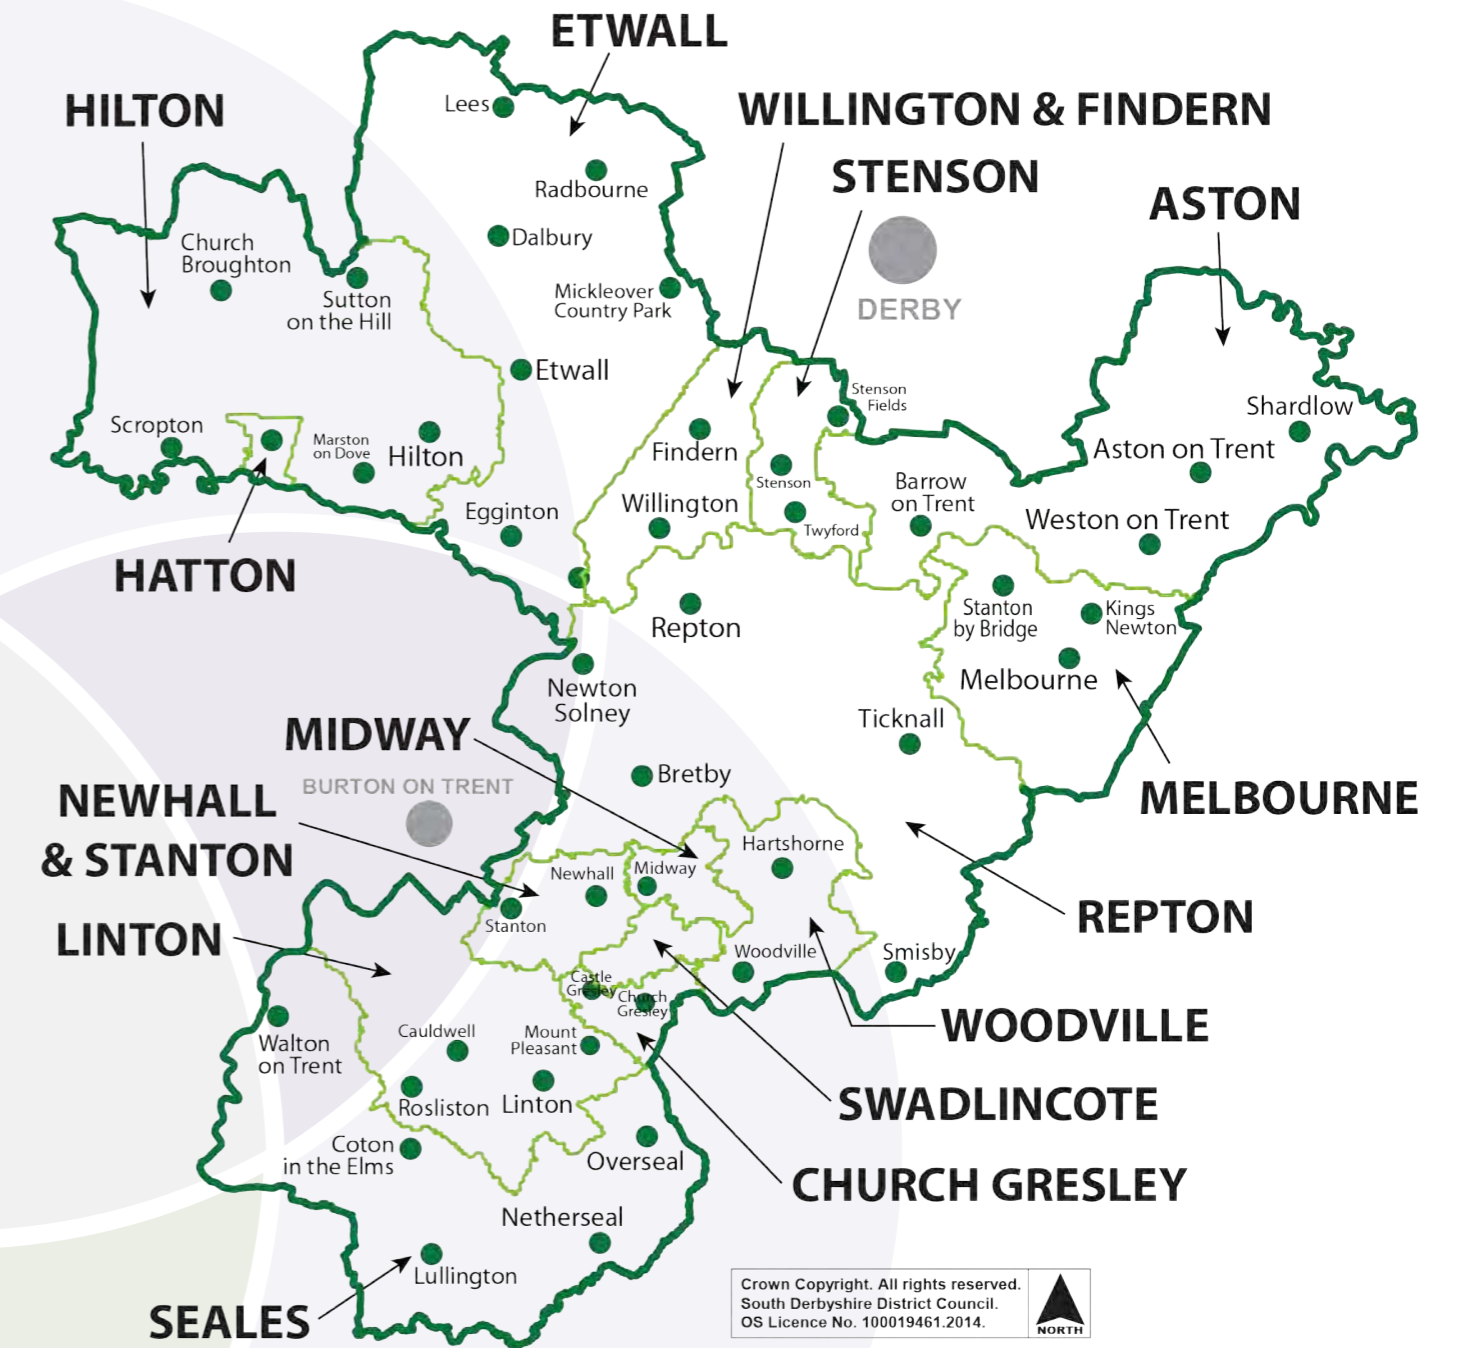 ETWALL
HILTON
WILLINGTON & FINDERN
STENSON
ASTON
Lees
Radbourne
Dalbury
Church
Broughton
Sutton
on the Hill
Mickleover
Country Park
DERBY
Etwall
Stenson
Fields
Shardlow
Scropton
Marston
on Dove
Hilton
Findern
Aston on Trent
Stenson
Barrow
on Trent
Egginton
Willington
Twyford
Weston on Trent
HATTON
Repton
Stanton
by Bridge
Kings
Newton
Melbourne
Newton
Solney
Ticknall
MIDWAY
Bretby
BURTON ON TRENT
NEWHALL
& STANTON
MELBOURNE
Hartshorne
Newhall
Midway
Stanton
REPTON
LINTON
Woodville
Smisby
Castle
Gresley
Church
Gresley
WOODVILLE
Walton
on Trent
Cauldwell
Mount
Pleasant
Rosliston
Linton
SWADLINCOTE
Coton
in the Elms
Overseal
CHURCH GRESLEY
Netherseal
Lullington
SEALES
Crown Copyright. All rights reserved.
South Derbyshire District Council.
OS Licence No. 100019461.2014.
NORTH